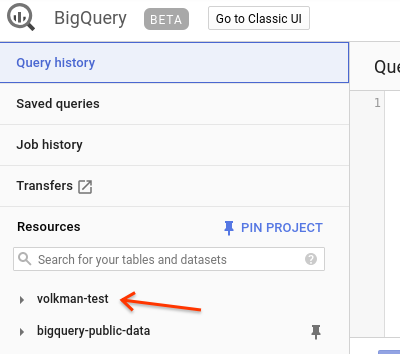 BigQuery BETA Go to Classic UI
Query history
Que
Saved queries
1
Job history
Transfers
Resources PIN PROJECT
Search for your tables and datasets ?
volkman-test
bigquery-public-data